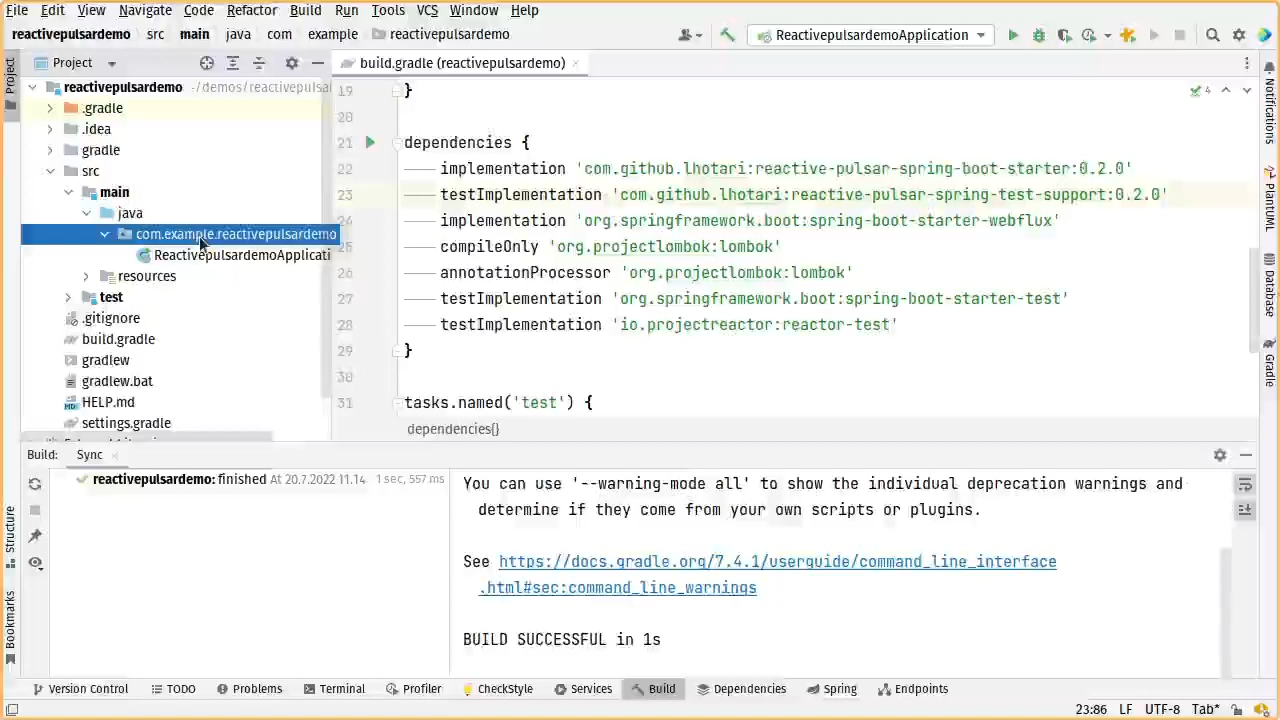 File Edit View Navigate Code Refactor Build Run Tools VCS Window Help
reactivepulsardemo src main java com example reactivepulsardemo
ReactivepulsardemoApplication
Project
Project
build.gradle (reactivepulsardemo)
reactivepulsardemo ~/demos/reactivepulsa
.gradle
.idea
gradle
src
main
java
com.example.reactivepulsardemo
ReactivepulsardemoApplicati
resources
test
.gitignore
build.gradle
gradlew
gradlew.bat
HELP.md
settings.gradle
4
19 }
20
21 dependencies {
22 implementation 'com.github.lhotari:reactive-pulsar-spring-boot-starter:0.2.0'
23 testImplementation 'com.github.lhotari:reactive-pulsar-spring-test-support:0.2.0'
24 implementation 'org.springframework.boot:spring-boot-starter-webflux'
25 compileOnly 'org.projectlombok:lombok'
26 annotationProcessor 'org.projectlombok:lombok'
27 testImplementation 'org.springframework.boot:spring-boot-starter-test'
28 testImplementation 'io.projectreactor:reactor-test'
29 }
30
31 tasks.named('test') {
dependencies{}
Notifications
PlantUML
Database
Gradle
Build: Sync
reactivepulsardemo: finished At 20.7.2022 11.14 1 sec, 557 ms
You can use '--warning-mode all' to show the individual deprecation warnings and
determine if they come from your own scripts or plugins.
See https://docs.gradle.org/7.4.1/userguide/command_line_interface
.html#sec:command_line_warnings
BUILD SUCCESSFUL in 1s
Structure
Bookmarks
Version Control TODO Problems Terminal Profiler CheckStyle Services Build Dependencies Spring Endpoints
23:86 LF UTF-8 Tab*